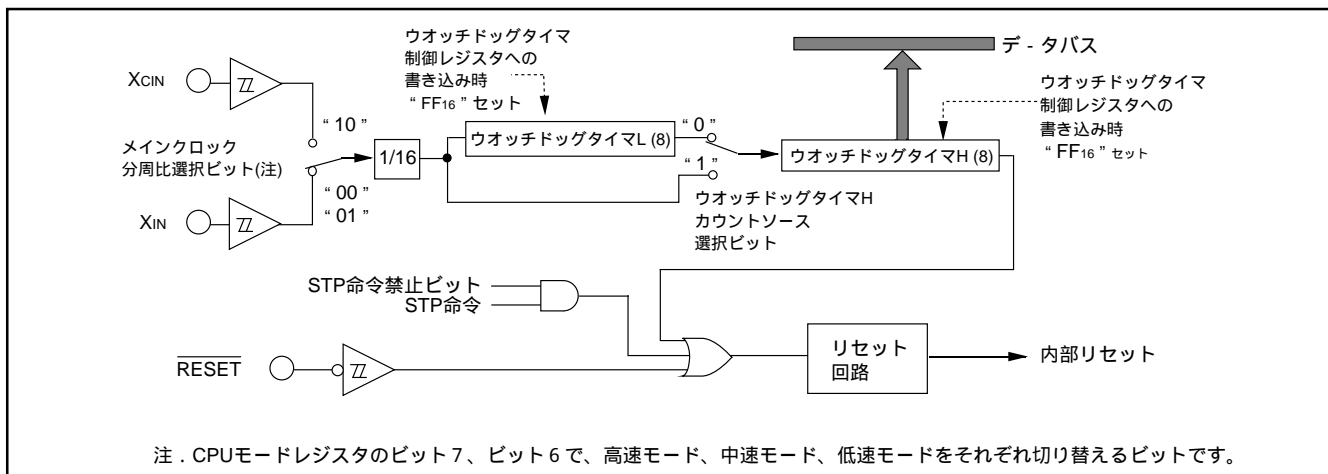 ウオッチドッグタイマ
制御レジスタへの
書き込み時
“ FF16 ” セット
デ - タバス
XCIN
“ 10 ”
メインクロック
分周比選択ビット(注)
1/16
ウオッチドッグタイマL (8)
“ 0 ”
ウオッチドッグタイマH (8)
ウオッチドッグタイマ
制御レジスタへの
書き込み時
“ FF16 ” セット
“ 1 ”
XIN
“ 00 ”
“ 01 ”
ウオッチドッグタイマH
カウントソース
選択ビット
STP命令禁止ビット
STP命令
RESET
リセット
回路
内部リセット
注．CPUモードレジスタのビット７、ビット６で、高速モード、中速モード、低速モードをそれぞれ切り替えるビットです。